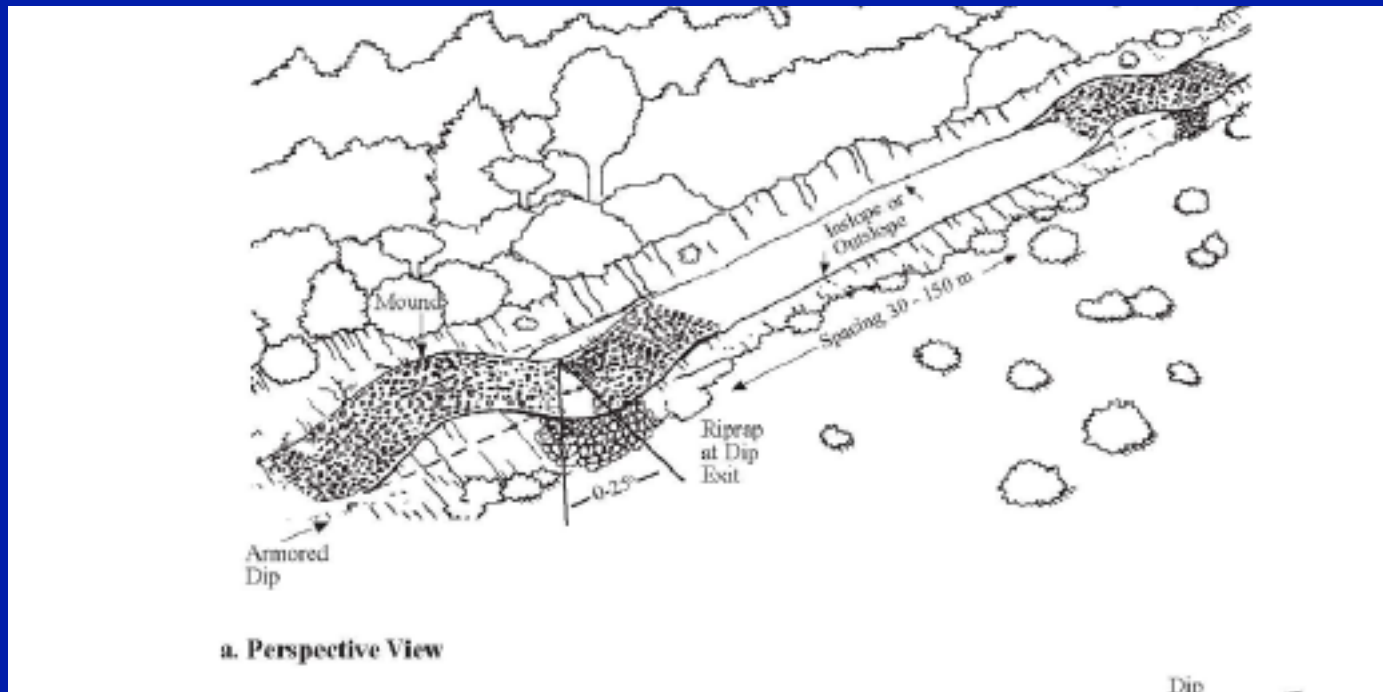 Mound
Inslope or
Outslope
Spacing, 30 - 150 m
Riprap
at Dip
Exit
0-25°
Armored
Dip
a. Perspective View
Dip